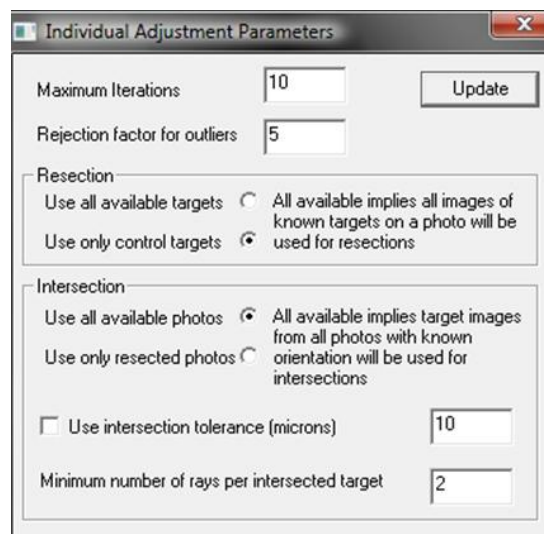 Individual Adjustment Parameters
Maximum Iterations 10 Update
Rejection factor for outliers 5
Resection
Use all available targets All available implies all images of
known targets on a photo will be
Use only control targets used for resections
Intersection
Use all available photos All available implies target images
from all photos with known
Use only resected photos orientation will be used for
intersections
Use intersection tolerance (microns) 10
Minimum number of rays per intersected target 2